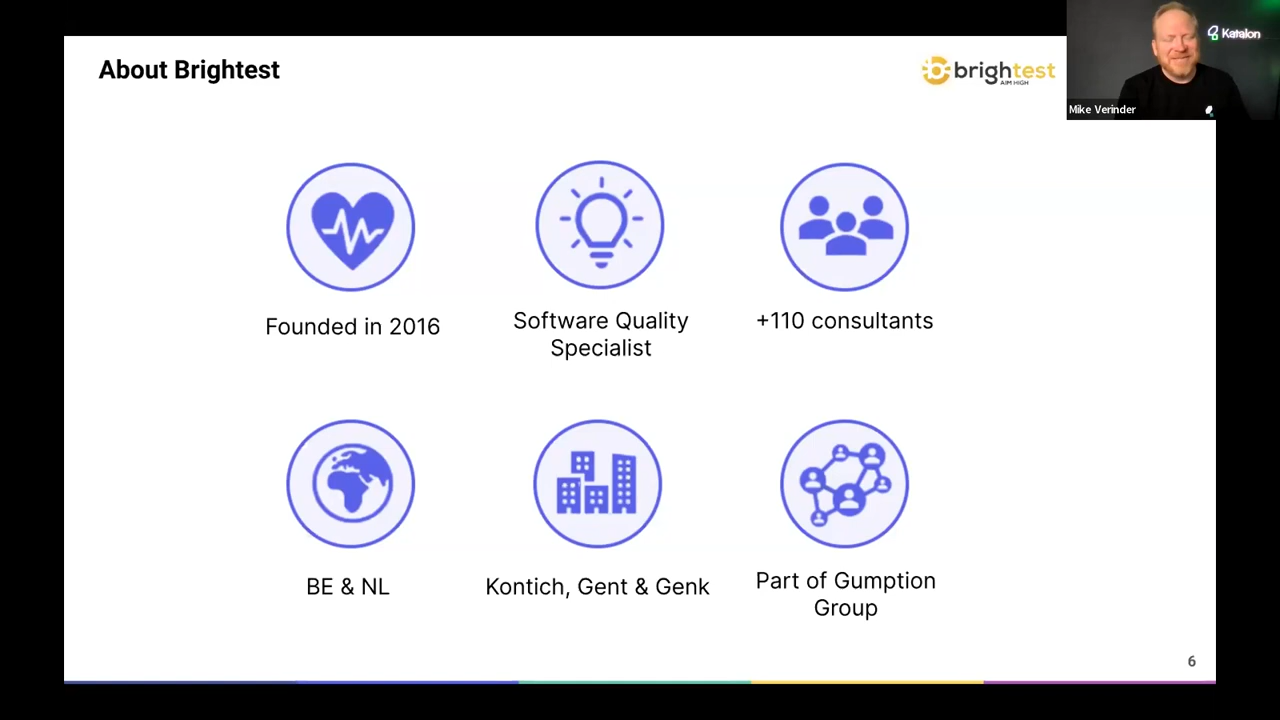 About Brightest
brightest
AIM HIGH
Katalon
Mike Verinder
Founded in 2016
Software Quality
Specialist
+110 consultants
BE & NL
Kontich, Gent & Genk
Part of Gumption
Group
6